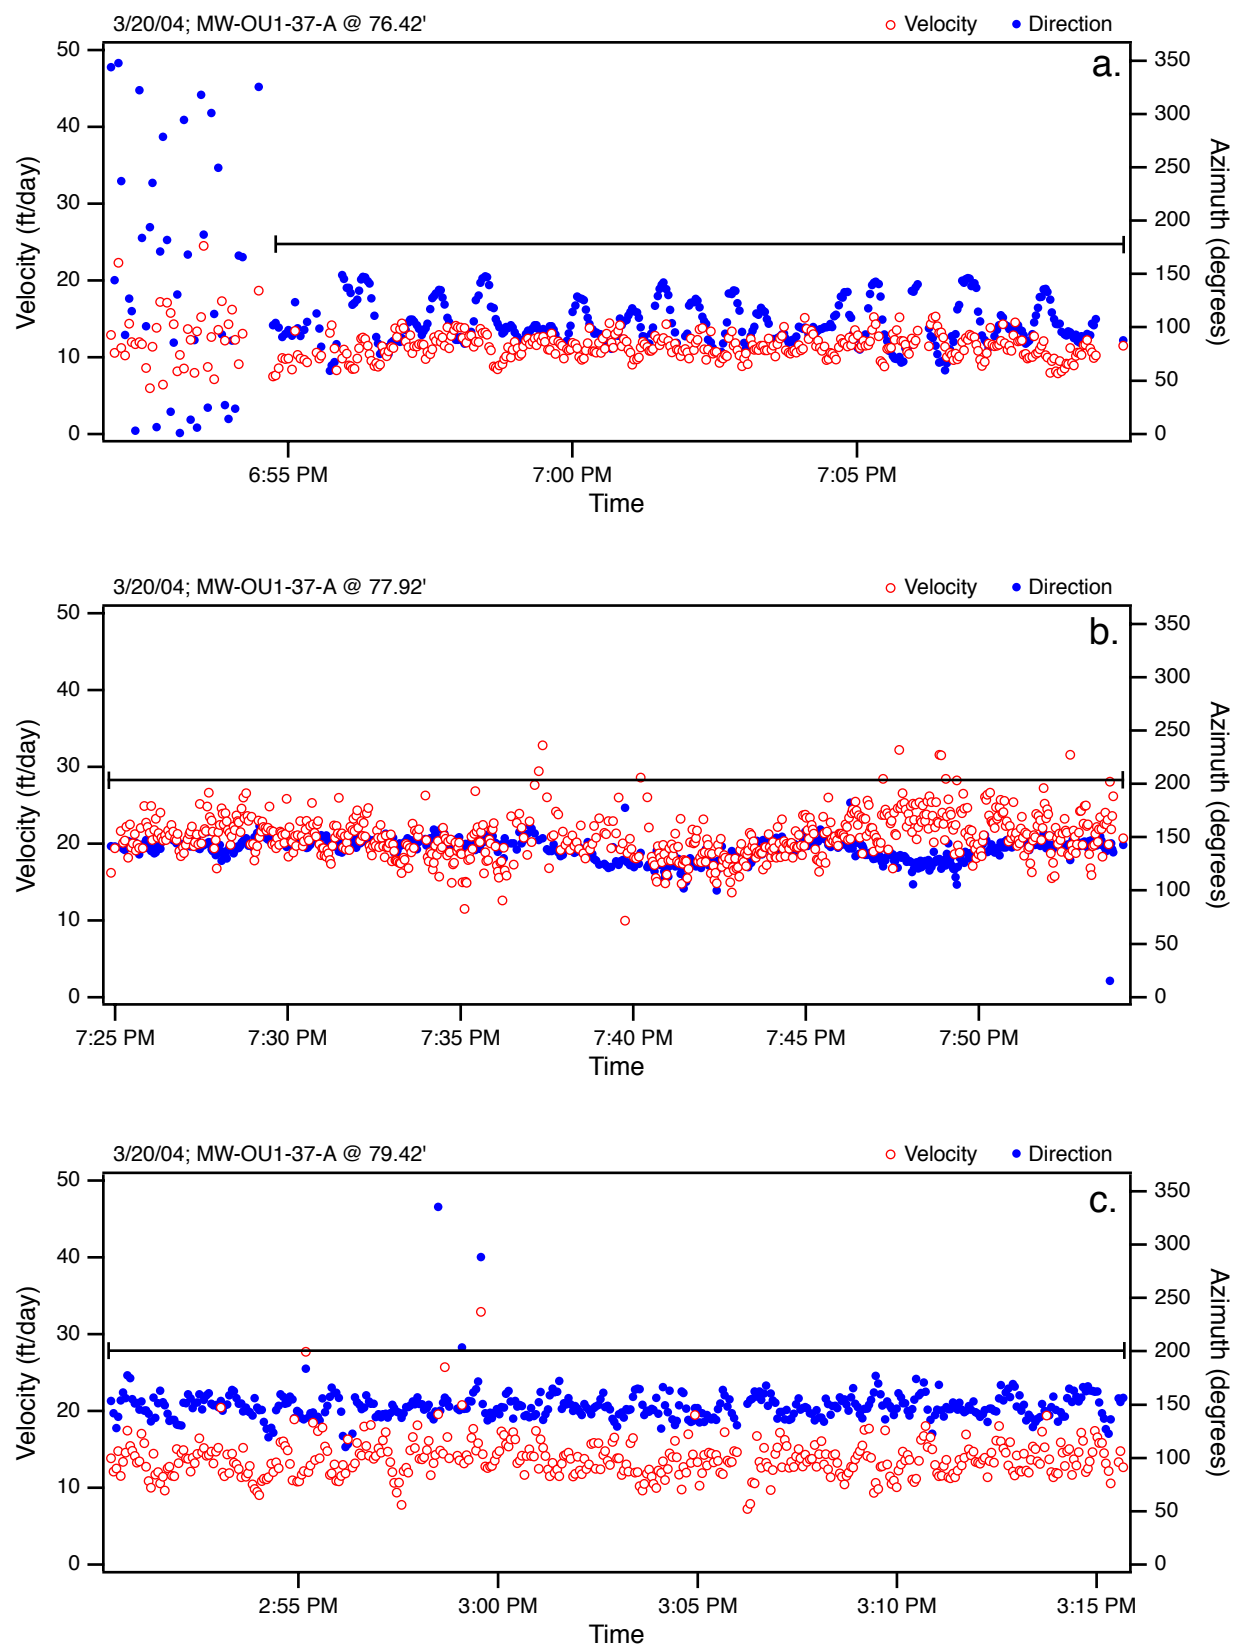 3/20/04; MW-OU1-37-A @ 76.42' Velocity Direction
a.
50 40 30 20 10 0
Velocity (ft/day)
350 300 250 200 150 100 50 0
Azimuth (degrees)
6:55 PM 7:00 PM 7:05 PM
Time
3/20/04; MW-OU1-37-A @ 77.92' Velocity Direction
b.
50 40 30 20 10 0
Velocity (ft/day)
350 300 250 200 150 100 50 0
Azimuth (degrees)
7:25 PM 7:30 PM 7:35 PM 7:40 PM 7:45 PM 7:50 PM
Time
3/20/04; MW-OU1-37-A @ 79.42' Velocity Direction
c.
50 40 30 20 10 0
Velocity (ft/day)
350 300 250 200 150 100 50 0
Azimuth (degrees)
2:55 PM 3:00 PM 3:05 PM 3:10 PM 3:15 PM
Time